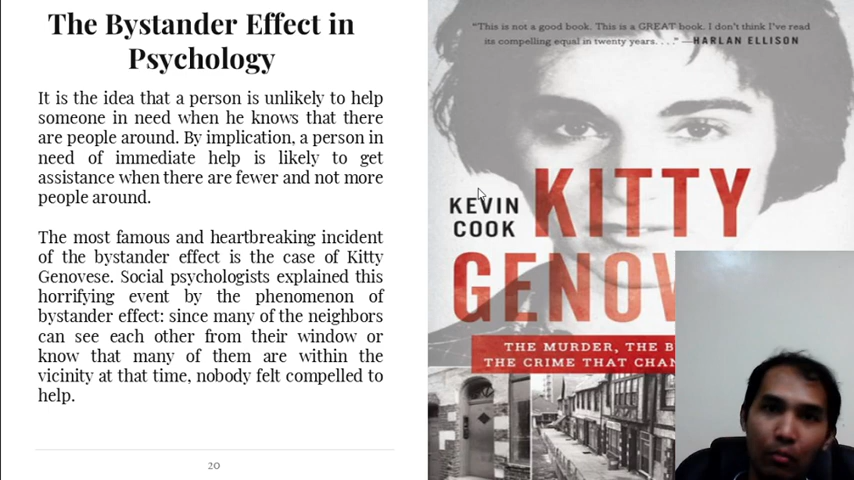 The Bystander Effect in
Psychology
It is the idea that a person is unlikely to help
someone in need when he knows that there
are people around. By implication, a person in
need of immediate help is likely to get
assistance when there are fewer and not more
people around.
The most famous and heartbreaking incident
of the bystander effect is the case of Kitty
Genovese. Social psychologists explained this
horrifying event by the phenomenon of
bystander effect: since many of the neighbors
can see each other from their window or
know that many of them are within the
vicinity at that time, nobody felt compelled to
help.
20
"This is not a good book. This is a GREAT book. I don't think I've read
its compelling equal in twenty years. . . ." —HARLAN ELLISON
KEVIN
COOK
KITTY
GENOV
THE MURDER, THE B
THE CRIME THAT CHAN